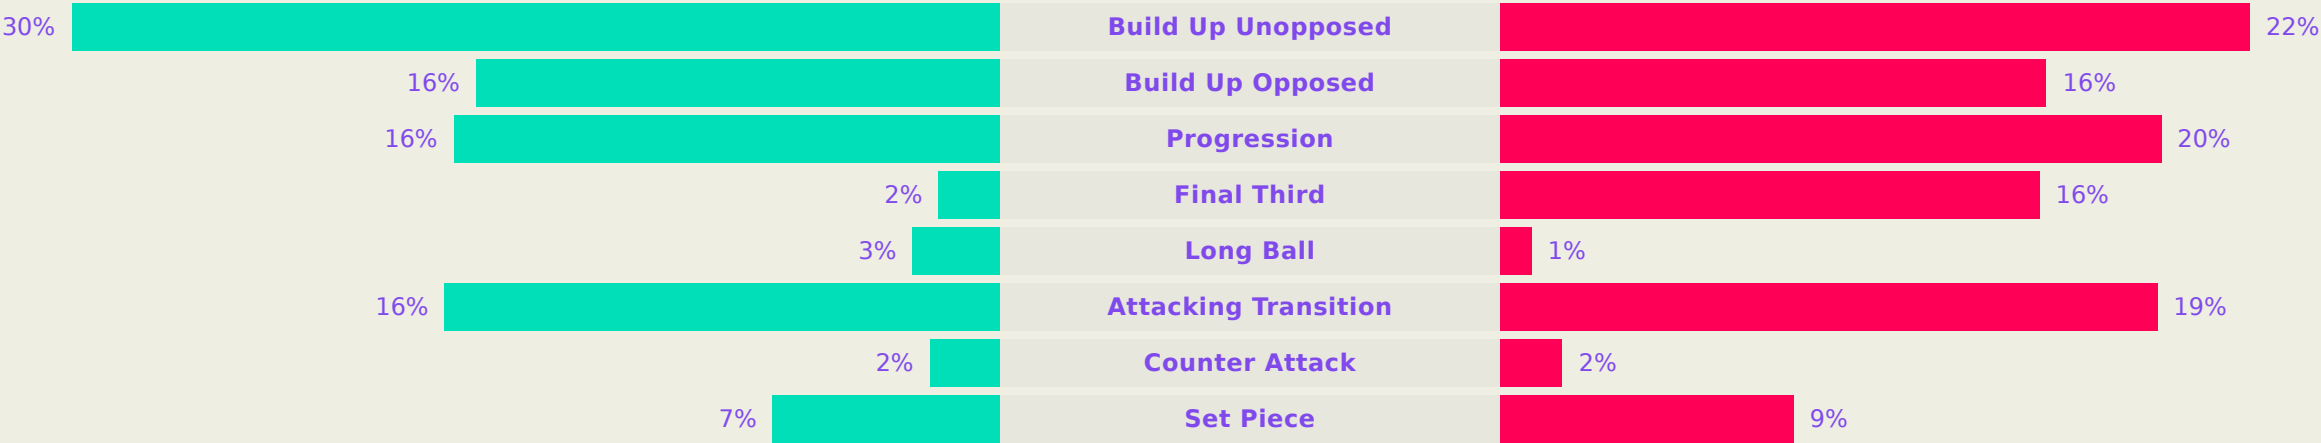 30% Build Up Unopposed 22%
16% Build Up Opposed 16%
16% Progression 20%
2% Final Third 16%
3% Long Ball 1%
16% Attacking Transition 19%
2% Counter Attack 2%
7% Set Piece 9%